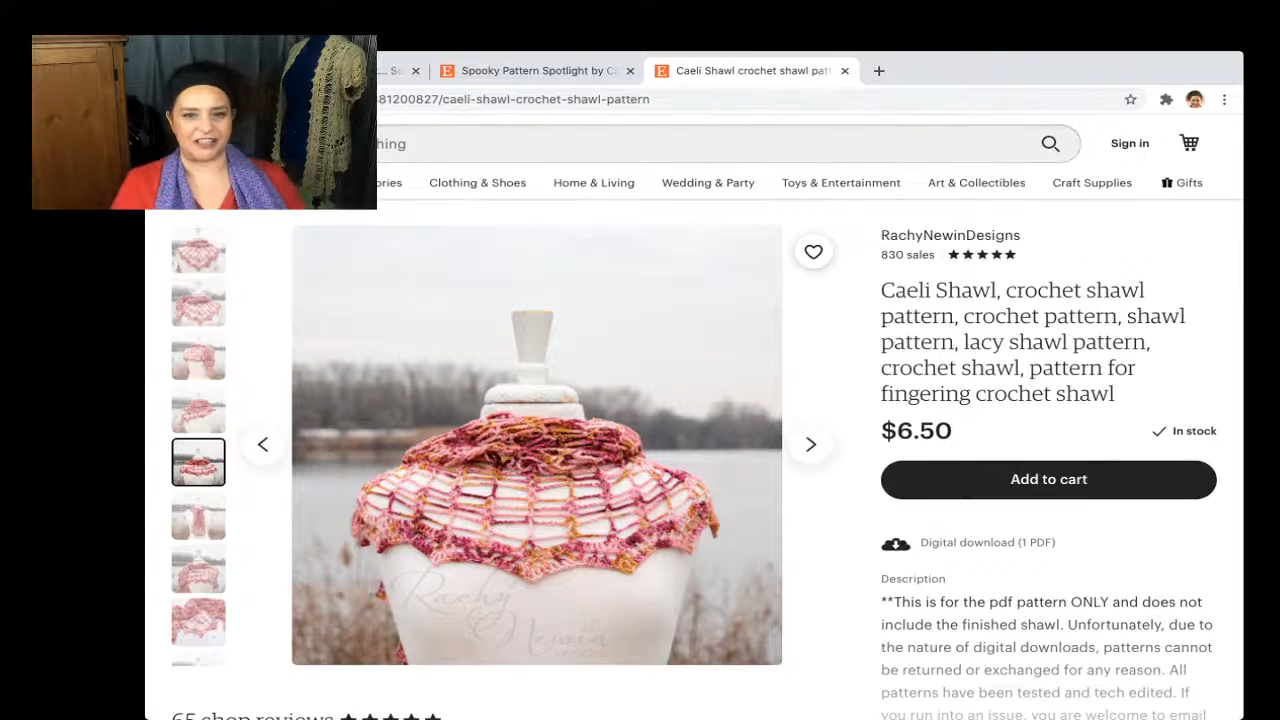 ... Se
Spooky Pattern Spotlight by Ca
Caeli Shawl crochet shawl patt
81200827/caeli-shawl-crochet-shawl-pattern
hing
Sign in
ories
Clothing & Shoes
Home & Living
Wedding & Party
Toys & Entertainment
Art & Collectibles
Craft Supplies
Gifts
RachyNewinDesigns
830 sales
Caeli Shawl, crochet shawl
pattern, crochet pattern, shawl
pattern, lacy shawl pattern,
crochet shawl, pattern for
fingering crochet shawl
$6.50
In stock
Add to cart
Digital download (1 PDF)
Description
**This is for the pdf pattern ONLY and does not
include the finished shawl. Unfortunately, due to
the nature of digital downloads, patterns cannot
be returned or exchanged for any reason. All
patterns have been tested and tech edited. If
you run into an issue, you are welcome to email
Rachy
Newin
65 shop reviews